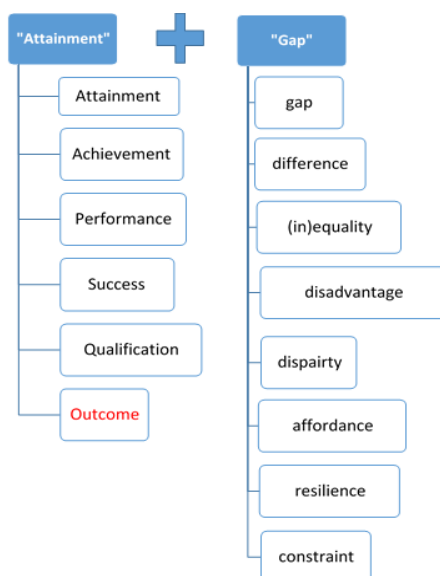 "Attainment"
Attainment
Achievement
Performance
Success
Qualification
Outcome
"Gap"
gap
difference
(in)equality
disadvantage
dispairty
affordance
resilience
constraint